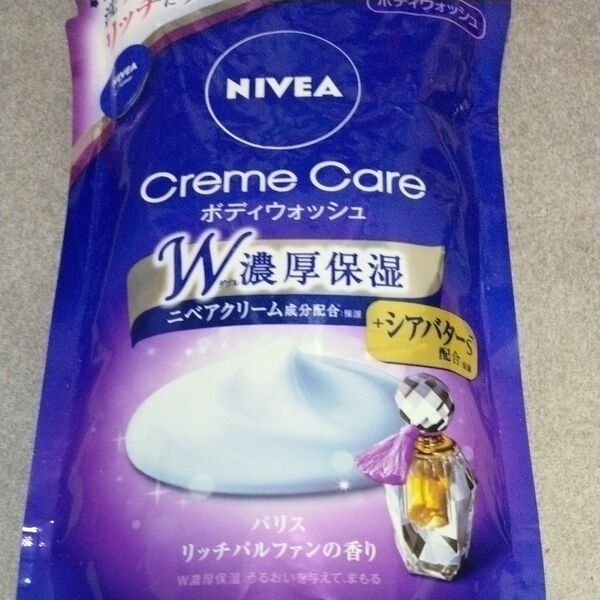 リッチに
ボディウォッシュ
NIVEA
NIVEA
Creme Care
ボディウォッシュ
W濃厚保湿
ダブル
ニベアクリーム成分配合:保湿
+シアバターS
配合:保湿
パリス
リッチパルファンの香り
W濃厚保湿・うるおいを与えて、まもる